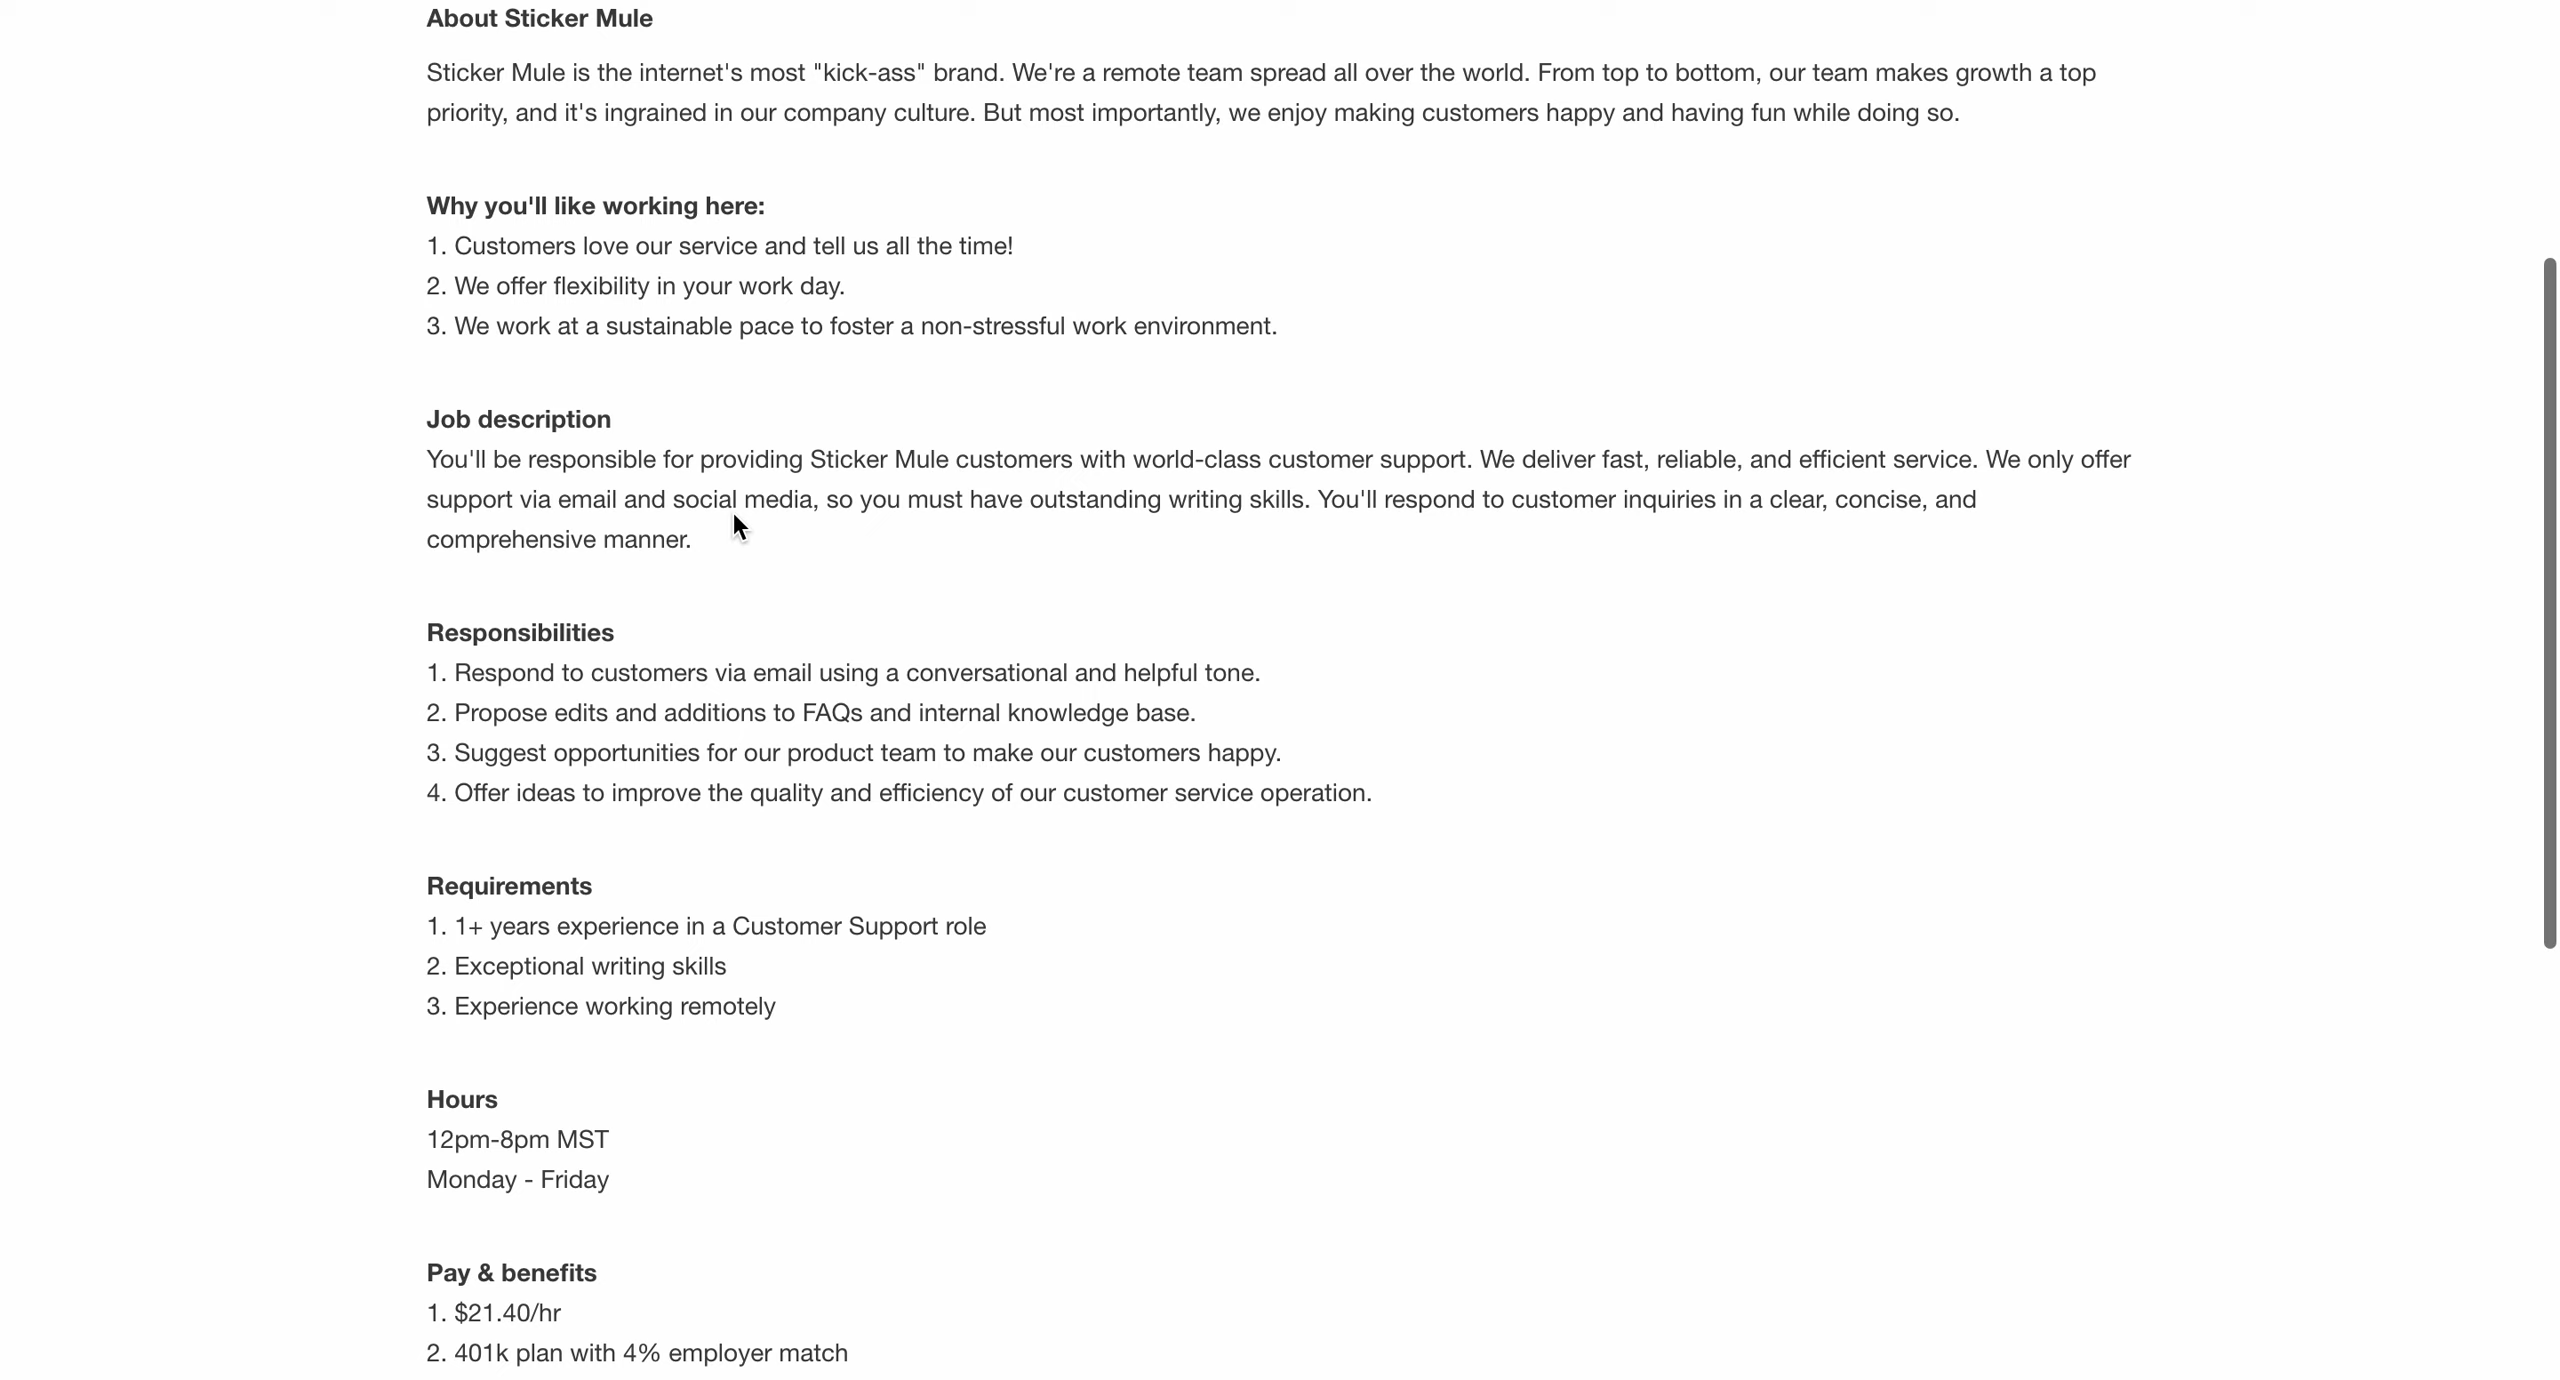 About Sticker Mule
Sticker Mule is the internet's most "kick-ass" brand. We're a remote team spread all over the world. From top to bottom, our team makes growth a top
priority, and it's ingrained in our company culture. But most importantly, we enjoy making customers happy and having fun while doing so.
Why you'll like working here:
1. Customers love our service and tell us all the time!
2. We offer flexibility in your work day.
3. We work at a sustainable pace to foster a non-stressful work environment.
Job description
You'll be responsible for providing Sticker Mule customers with world-class customer support. We deliver fast, reliable, and efficient service. We only offer
support via email and social media, so you must have outstanding writing skills. You'll respond to customer inquiries in a clear, concise, and
comprehensive manner.
Responsibilities
1. Respond to customers via email using a conversational and helpful tone.
2. Propose edits and additions to FAQs and internal knowledge base.
3. Suggest opportunities for our product team to make our customers happy.
4. Offer ideas to improve the quality and efficiency of our customer service operation.
Requirements
1. 1+ years experience in a Customer Support role
2. Exceptional writing skills
3. Experience working remotely
Hours
12pm-8pm MST
Monday - Friday
Pay & benefits
1. $21.40/hr
2. 401k plan with 4% employer match